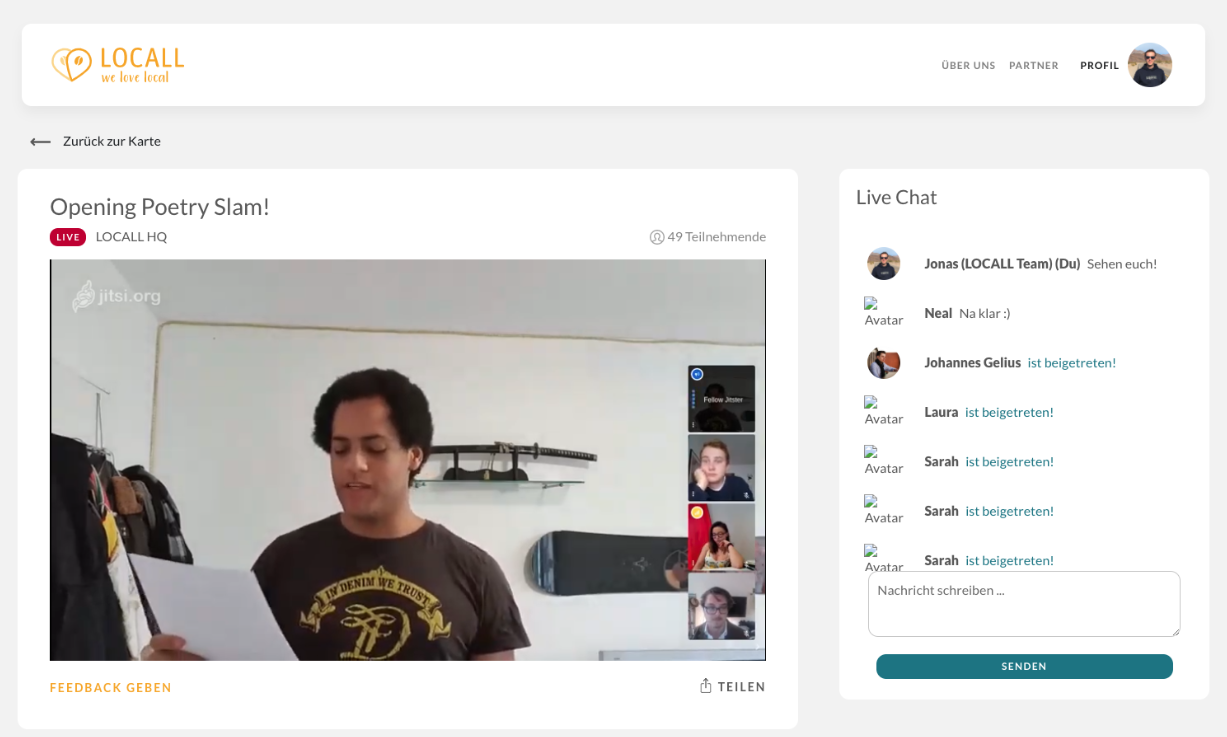 LOCALL
we love local
ÜBER UNS
PARTNER
PROFIL
Zurück zur Karte
Opening Poetry Slam!
LIVE LOCALL HQ
49 Teilnehmende
jitsi.org
Fellow Jitster
IN DENIM WE TRUST
FEEDBACK GEBEN
TEILEN
Live Chat
Jonas (LOCALL Team) (Du) Sehen euch!
Avatar
Neal Na klar :)
Johannes Gelius ist beigetreten!
Avatar
Laura ist beigetreten!
Avatar
Sarah ist beigetreten!
Avatar
Sarah ist beigetreten!
Avatar
Sarah ist beigetreten!
Nachricht schreiben ...
SENDEN